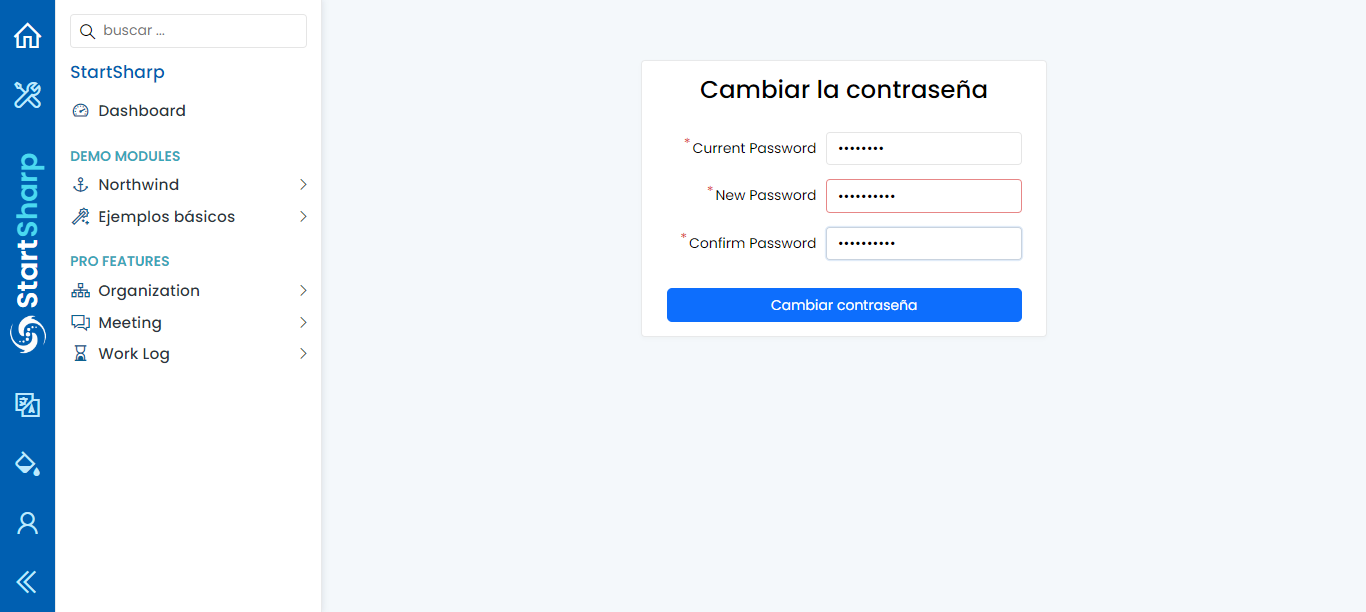 buscar ...
StartSharp
Dashboard
DEMO MODULES
Northwind
Ejemplos básicos
PRO FEATURES
Organization
Meeting
Work Log
StartSharp
Cambiar la contraseña
*Current Password
••••••••
*New Password
••••••••••
*Confirm Password
••••••••••
Cambiar contraseña